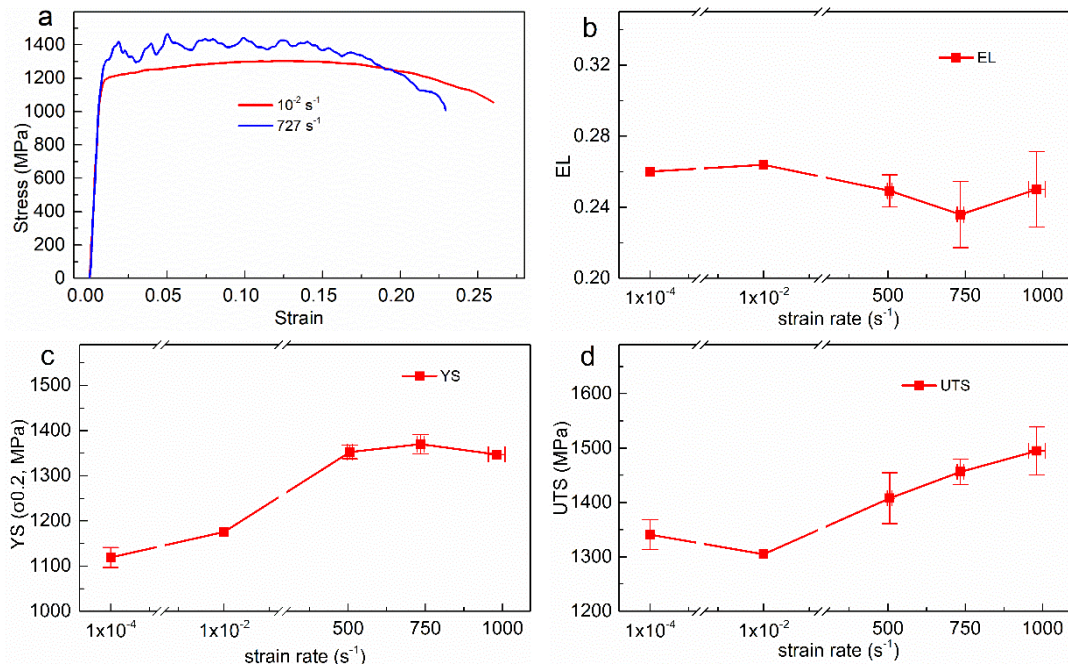 a
1400
1200
1000
800
600
400
200
0
Stress (MPa)
10⁻² s⁻¹
727 s⁻¹
0.00 0.05 0.10 0.15 0.20 0.25
Strain
b
EL
0.32
0.28
0.24
0.20
EL
1x10⁻⁴ 1x10⁻² 500 750 1000
strain rate (s⁻¹)
c
YS
1500
1400
1300
1200
1100
1000
YS (σ0.2, MPa)
1x10⁻⁴ 1x10⁻² 500 750 1000
strain rate (s⁻¹)
d
UTS
1600
1500
1400
1300
1200
UTS (MPa)
1x10⁻⁴ 1x10⁻² 500 750 1000
strain rate (s⁻¹)